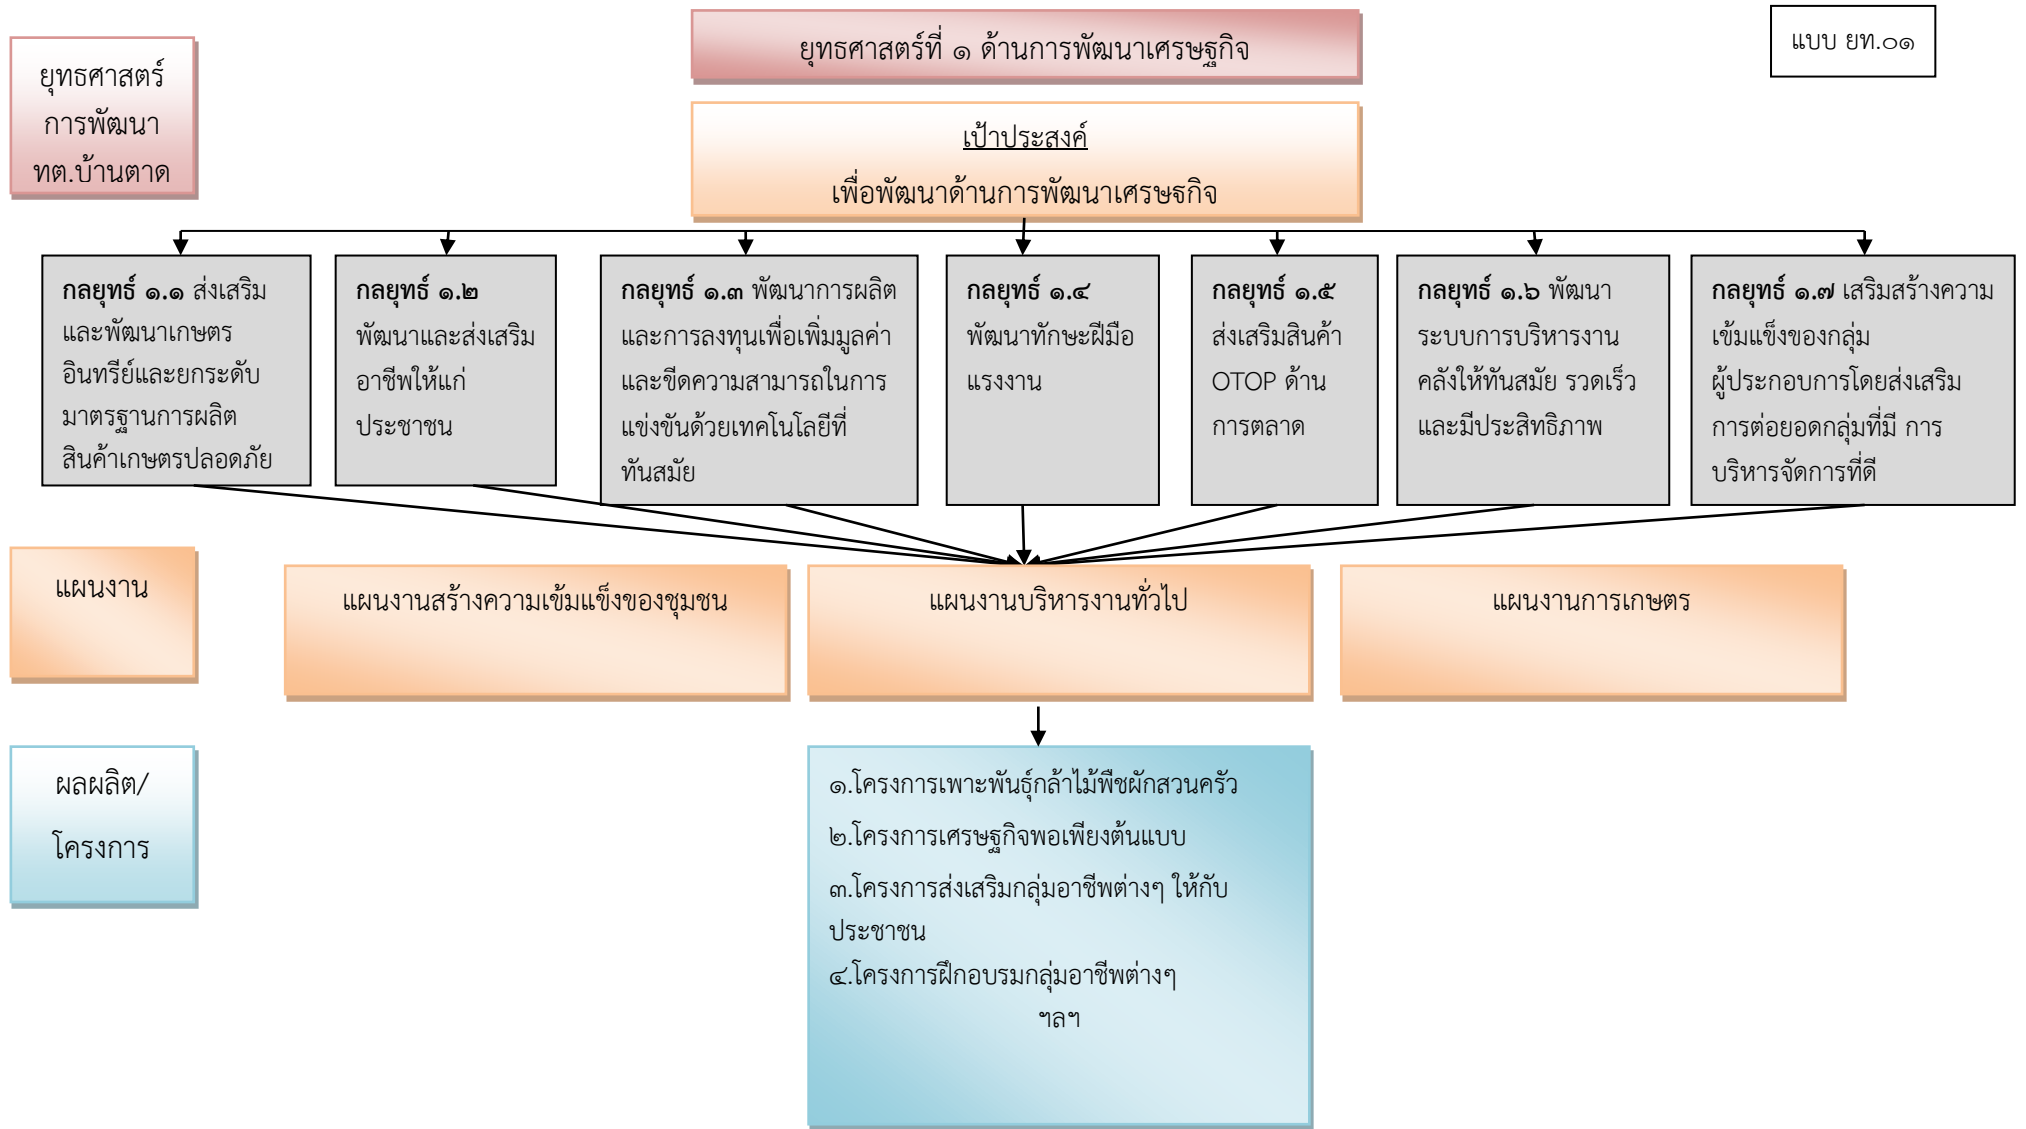 ยุทธศาสตร์ที่ ๑ ด้านการพัฒนาเศรษฐกิจ
แบบ ยท.๐๑
ยุทธศาสตร์
การพัฒนา
ทต.บ้านตาด
เป้าประสงค์
เพื่อพัฒนาด้านการพัฒนาเศรษฐกิจ
กลยุทธ์ ๑.๑ ส่งเสริม
และพัฒนาเกษตร
อินทรีย์และยกระดับ
มาตรฐานการผลิต
สินค้าเกษตรปลอดภัย
กลยุทธ์ ๑.๒
พัฒนาและส่งเสริม
อาชีพให้แก่
ประชาชน
กลยุทธ์ ๑.๓ พัฒนาการผลิต
และการลงทุนเพื่อเพิ่มมูลค่า
และขีดความสามารถในการ
แข่งขันด้วยเทคโนโลยีที่
ทันสมัย
กลยุทธ์ ๑.๔
พัฒนาทักษะฝีมือ
แรงงาน
กลยุทธ์ ๑.๕
ส่งเสริมสินค้า
OTOP ด้าน
การตลาด
กลยุทธ์ ๑.๖ พัฒนา
ระบบการบริหารงาน
คลังให้ทันสมัย รวดเร็ว
และมีประสิทธิภาพ
กลยุทธ์ ๑.๗ เสริมสร้างความ
เข้มแข็งของกลุ่ม
ผู้ประกอบการโดยส่งเสริม
การต่อยอดกลุ่มที่มี การ
บริหารจัดการที่ดี
แผนงาน
แผนงานสร้างความเข้มแข็งของชุมชน
แผนงานบริหารงานทั่วไป
แผนงานการเกษตร
ผลผลิต/
โครงการ
๑.โครงการเพาะพันธุ์กล้าไม้พืชผักสวนครัว
๒.โครงการเศรษฐกิจพอเพียงต้นแบบ
๓.โครงการส่งเสริมกลุ่มอาชีพต่างๆ ให้กับ
ประชาชน
๔.โครงการฝึกอบรมกลุ่มอาชีพต่างๆ
ฯลฯ